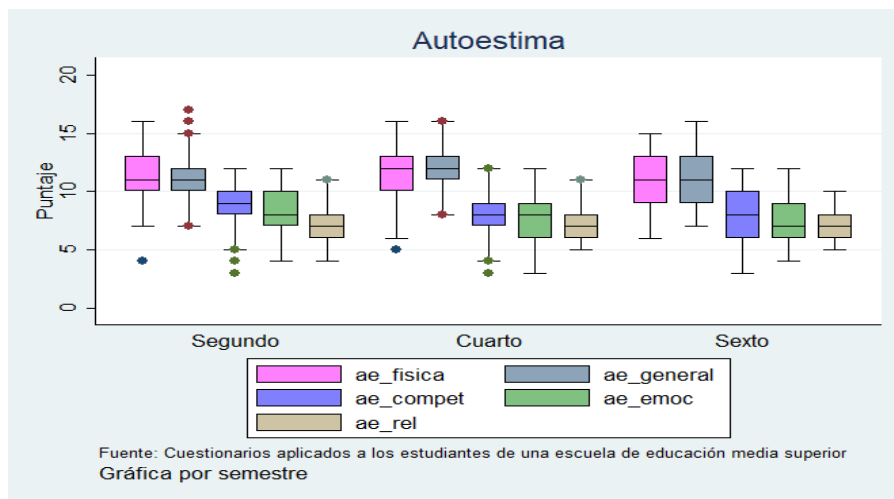 Autoestima
Puntaje
20
15
10
5
0
Segundo Cuarto Sexto
ae_fisica ae_general
ae_compet ae_emoc
ae_rel
Fuente: Cuestionarios aplicados a los estudiantes de una escuela de educación media superior
Gráfica por semestre